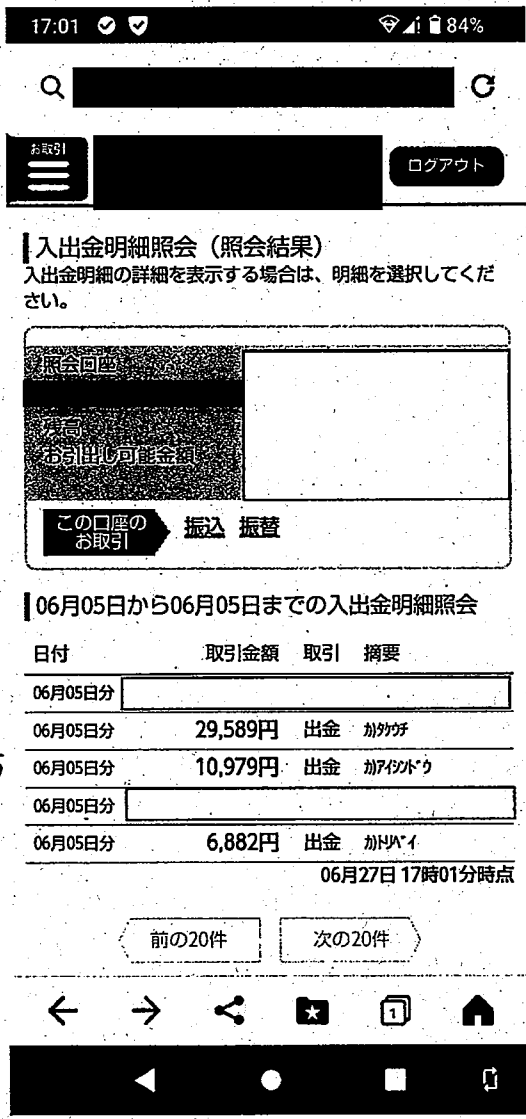 17:01 84%
お取引
ログアウト
入出金明細照会（照会結果）
入出金明細の詳細を表示する場合は、明細を選択してくだ
さい。
照会口座
残高
お引出し可能金額
この口座の
お取引
振込 振替
06月05日から06月05日までの入出金明細照会
日付 取引金額 取引 摘要
06月05日分
06月05日分 29,589円 出金 ｶ)ﾀｹｳﾁ
06月05日分 10,979円 出金 ｶ)ｱｲｼﾝﾄﾞｳ
06月05日分
06月05日分 6,882円 出金 ｶ)ﾄﾘﾍﾞｲ
06月27日 17時01分時点
前の20件 次の20件
1